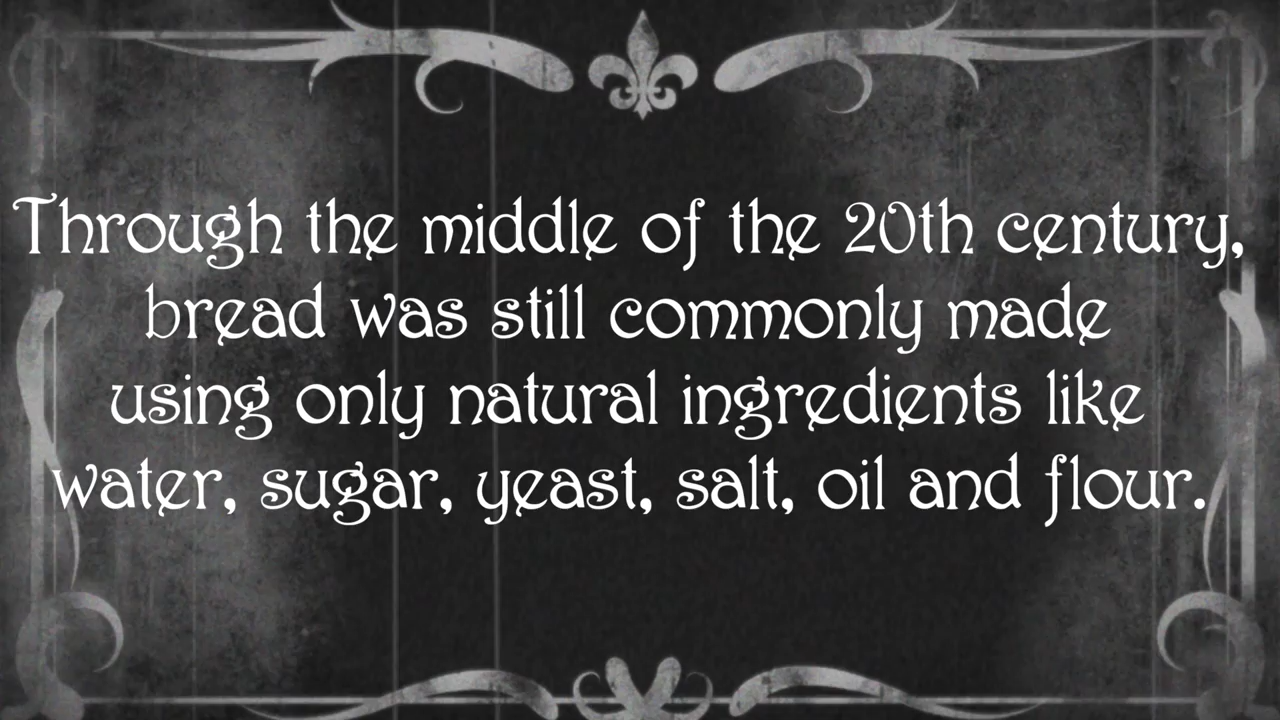 Through the middle of the 20th century,
bread was still commonly made
using only natural ingredients like
water, sugar, yeast, salt, oil and flour.